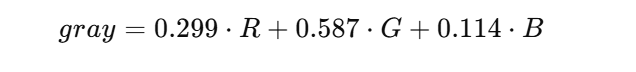 gray = 0.299 · R + 0.587 · G + 0.114 · B